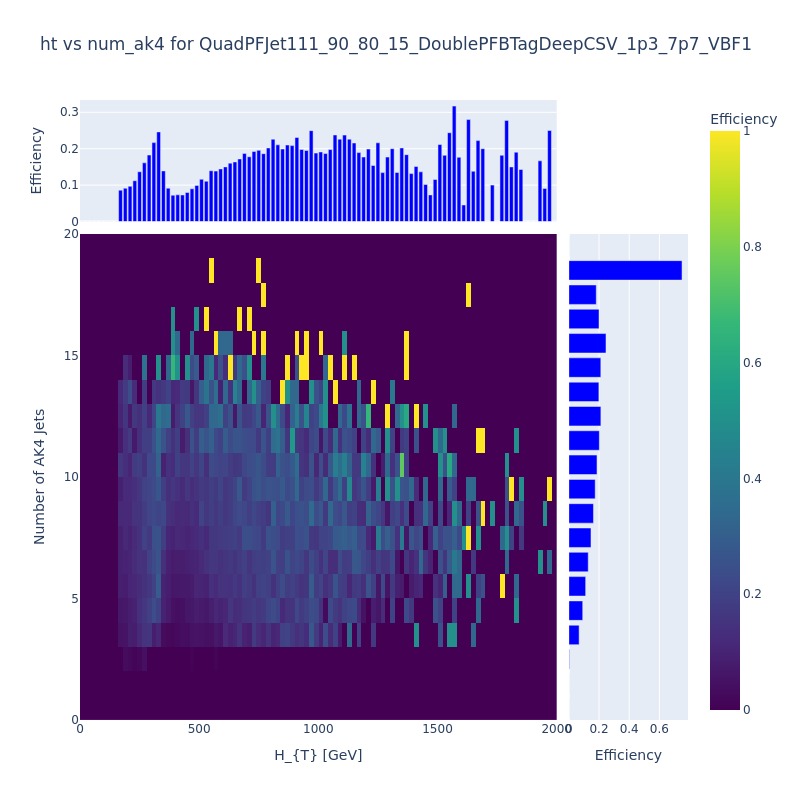 ht vs num_ak4 for QuadPFJet111_90_80_15_DoublePFBTagDeepCSV_1p3_7p7_VBF1
Efficiency
0.3
0.2
0.1
0
Efficiency
1
0.8
0.6
0.4
0.2
0
Number of AK4 Jets
20
15
10
5
0
0 500 1000 1500 2000
H_{T} [GeV]
0 0.2 0.4 0.6
Efficiency